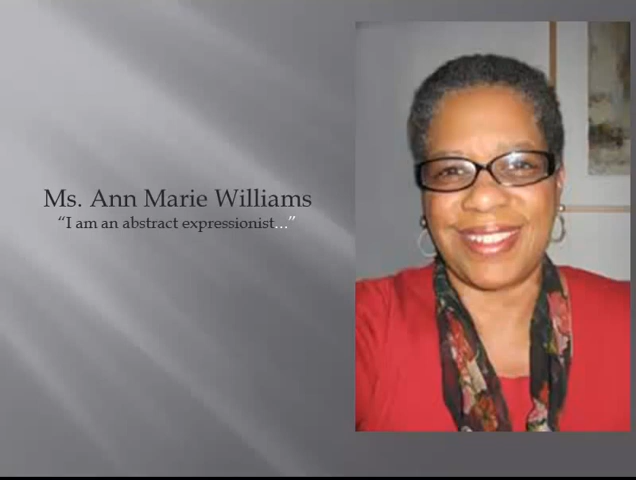 Ms. Ann Marie Williams
“I am an abstract expressionist...”